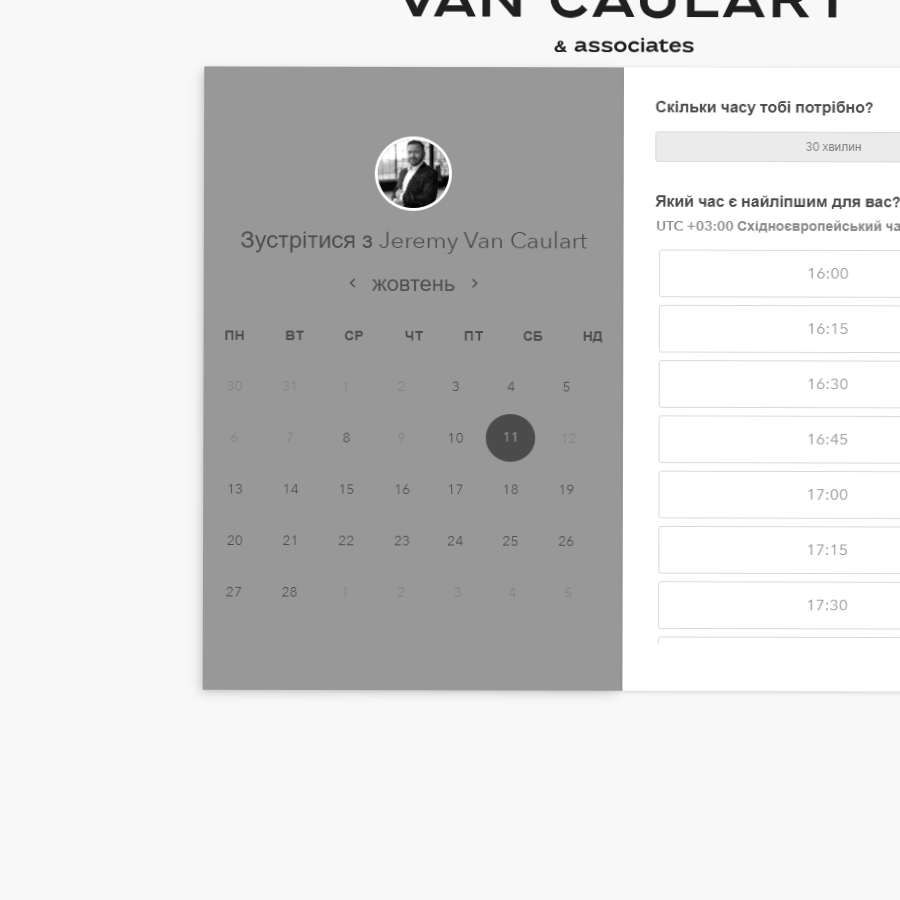 VAN CAULART
& associates
Зустрітися з Jeremy Van Caulart
жовтень
ПН ВТ СР ЧТ ПТ СБ НД
30 31 1 2 3 4 5
6 7 8 9 10 11 12
13 14 15 16 17 18 19
20 21 22 23 24 25 26
27 28 1 2 3 4 5
Скільки часу тобі потрібно?
30 хвилин
Який час є найліпшим для вас?
UTC +03:00 Східноєвропейський
16:00
16:15
16:30
16:45
17:00
17:15
17:30